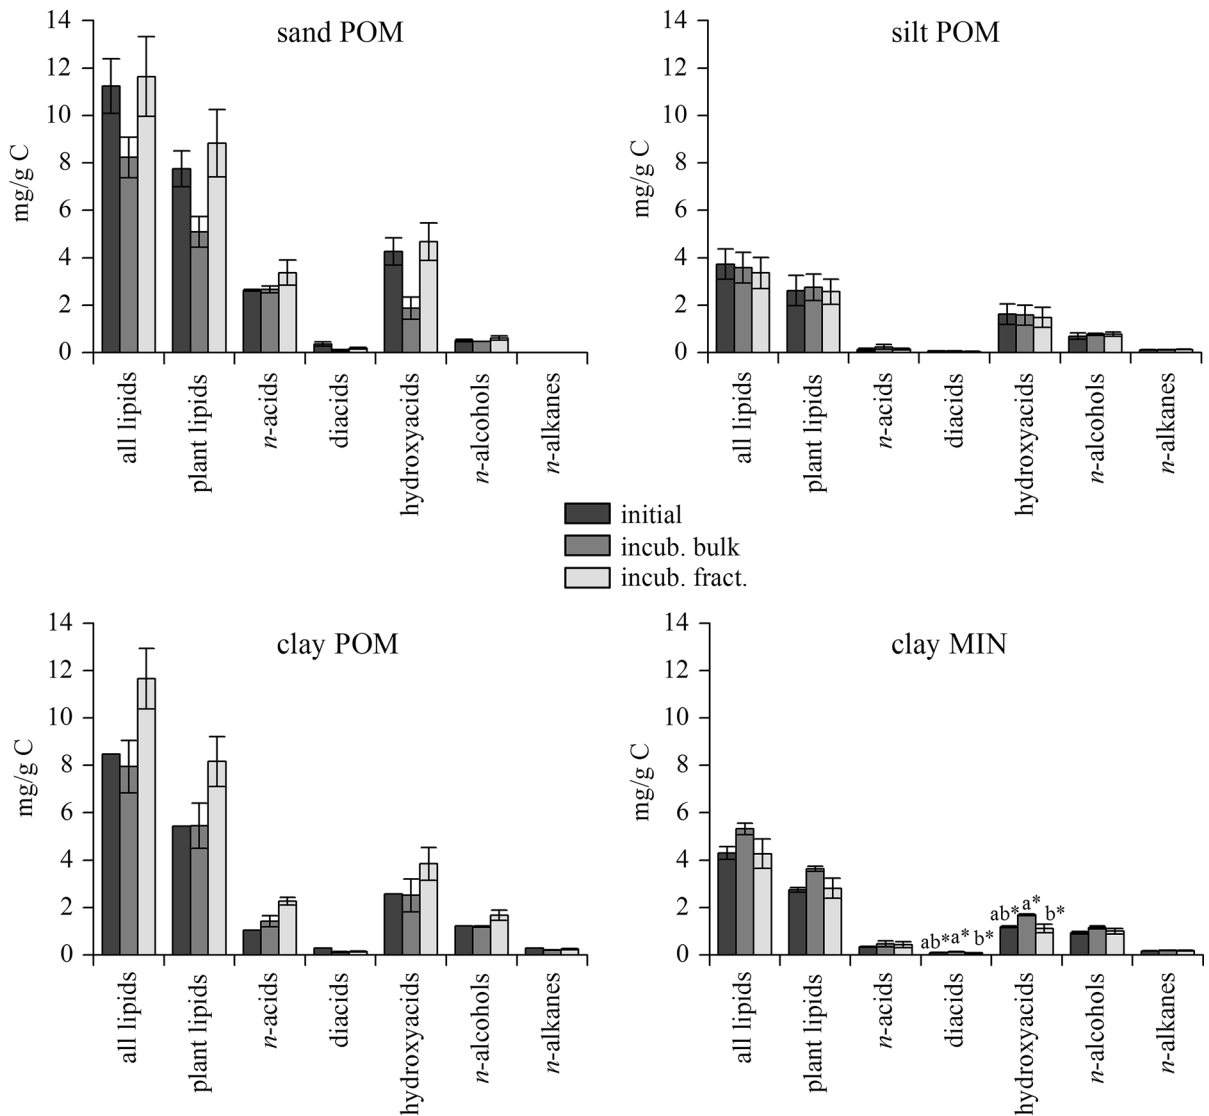 sand POM
mg/g C
14
12
10
8
6
4
2
0
all lipids
plant lipids
n-acids
diacids
hydroxyacids
n-alcohols
n-alkanes
silt POM
mg/g C
14
12
10
8
6
4
2
0
all lipids
plant lipids
n-acids
diacids
hydroxyacids
n-alcohols
n-alkanes
initial
incub. bulk
incub. fract.
clay POM
mg/g C
14
12
10
8
6
4
2
0
all lipids
plant lipids
n-acids
diacids
hydroxyacids
n-alcohols
n-alkanes
clay MIN
mg/g C
14
12
10
8
6
4
2
0
ab* a* b*
ab* a* b*
all lipids
plant lipids
n-acids
diacids
hydroxyacids
n-alcohols
n-alkanes